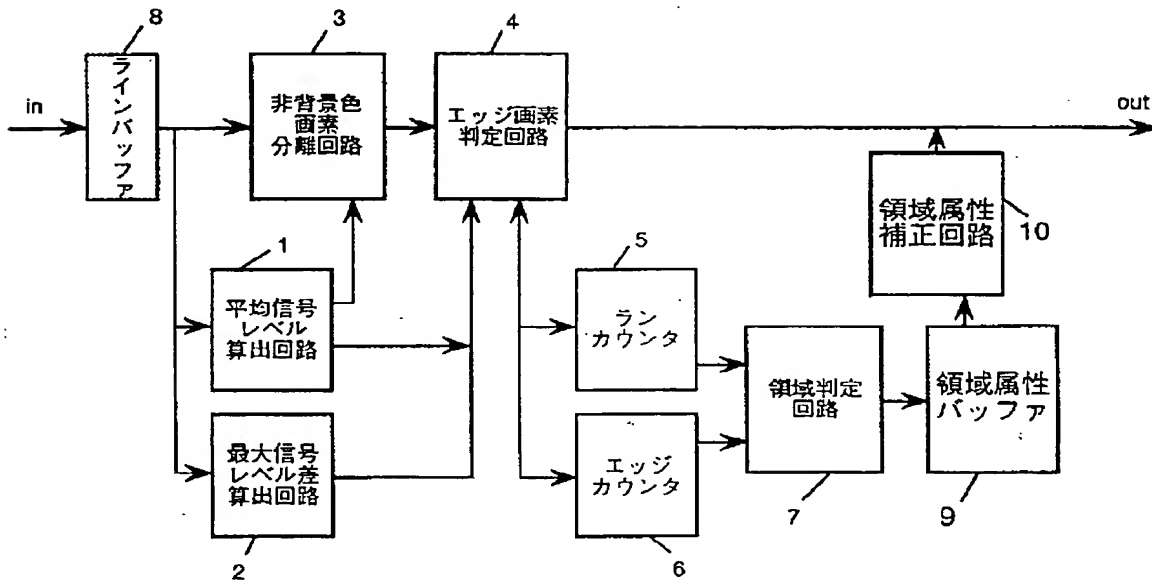 8
3
4
in
ラインバッファ
非背景色
画素
分離回路
エッジ画素
判定回路
out
領域属性
補正回路
10
1
平均信号
レベル
算出回路
5
ラン
カウンタ
領域判定
回路
領域属性
バッファ
最大信号
レベル差
算出回路
エッジ
カウンタ
7
9
2
6